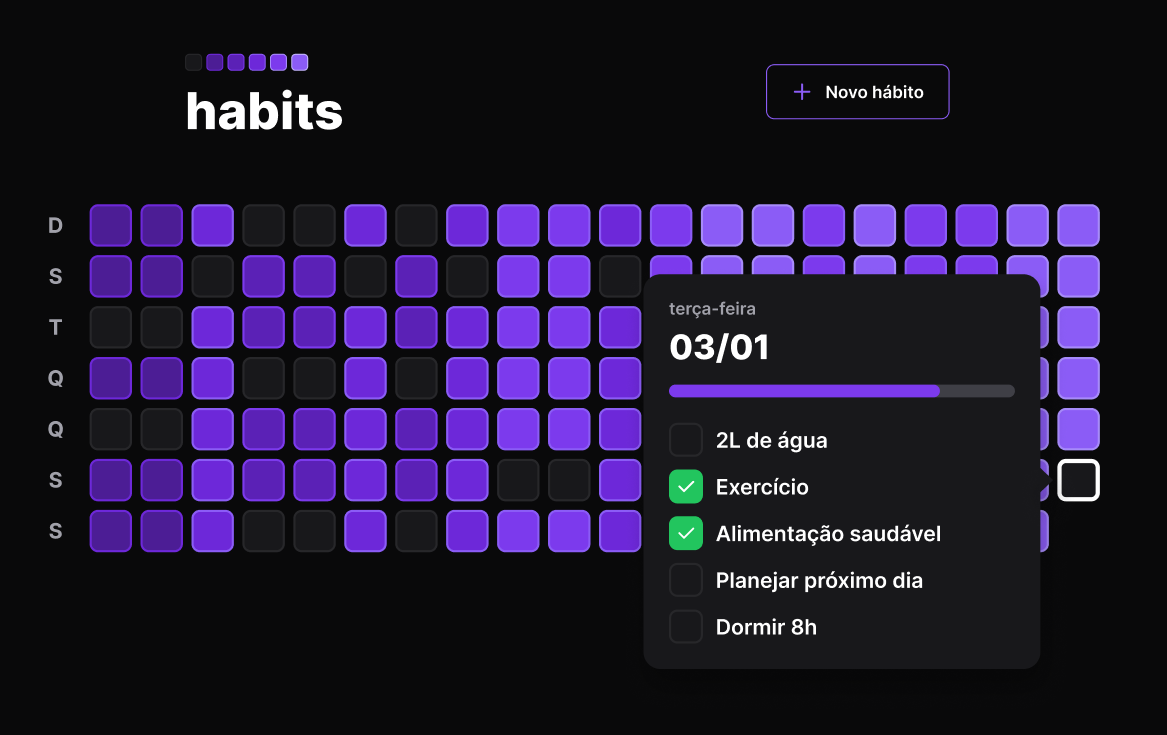 habits
Novo hábito
D
S
T
Q
Q
S
S
terça-feira
03/01
2L de água
Exercício
Alimentação saudável
Planejar próximo dia
Dormir 8h